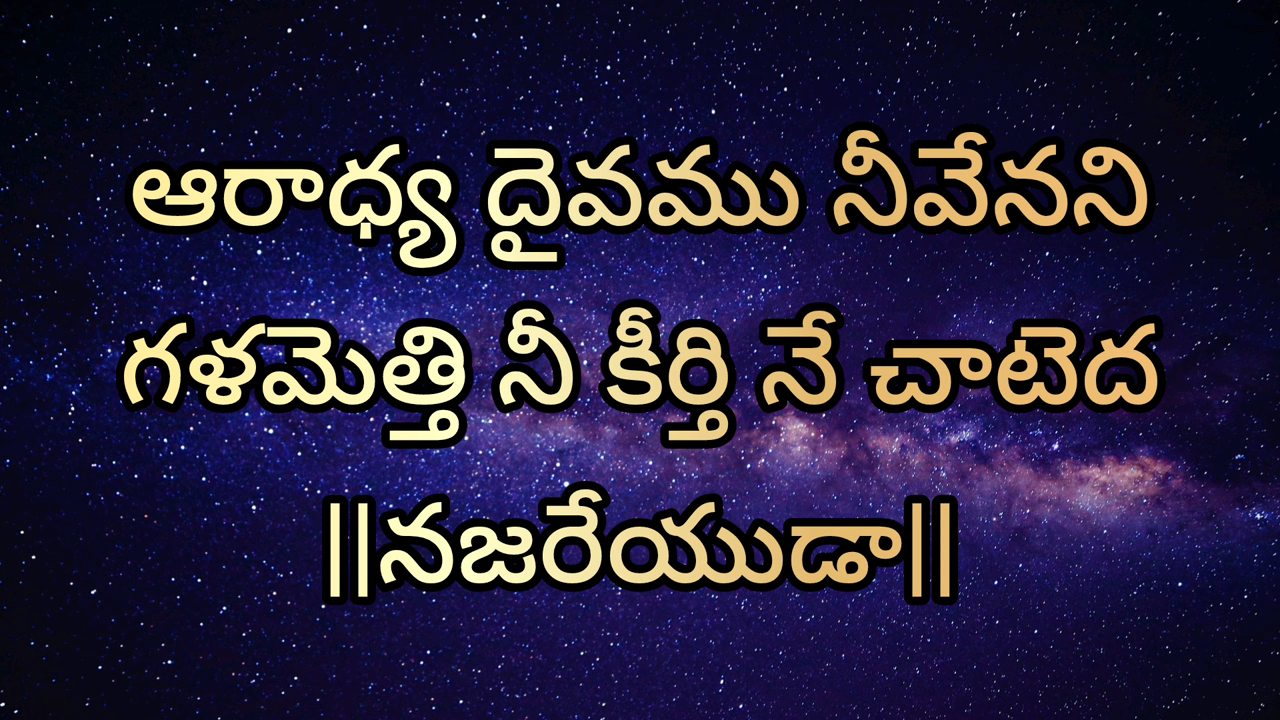 ఆరాధ్య దైవము నీవేనని
గళమెత్తి నీ కీర్తి నే చాటెద
||నజరేయుడా||